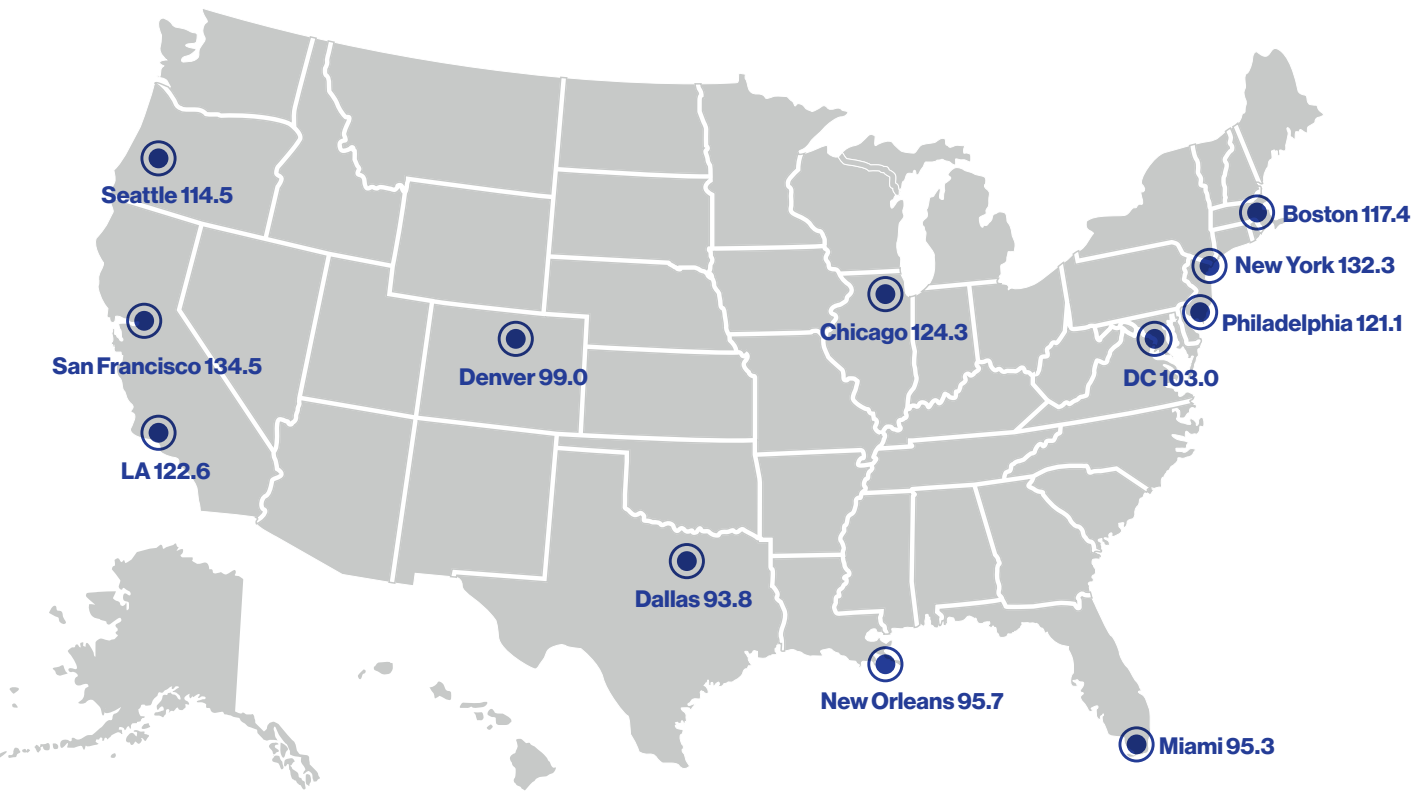 Seattle 114.5
Boston 117.4
New York 132.3
Chicago 124.3
Philadelphia 121.1
San Francisco 134.5
Denver 99.0
DC 103.0
LA 122.6
Dallas 93.8
New Orleans 95.7
Miami 95.3